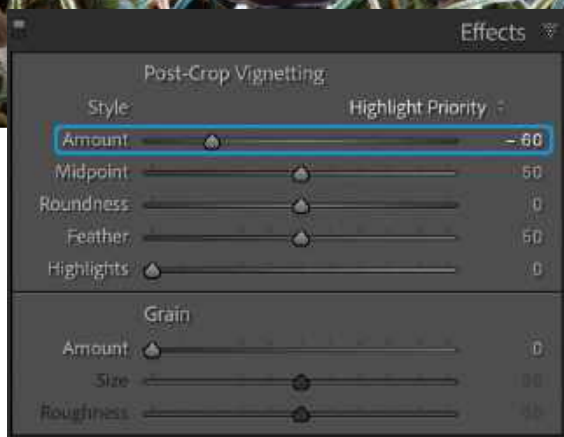 Effects
Post-Crop Vignetting
Style Highlight Priority
Amount – 60
Midpoint 50
Roundness 0
Feather 50
Highlights 0
Grain
Amount 0
Size
Roughness